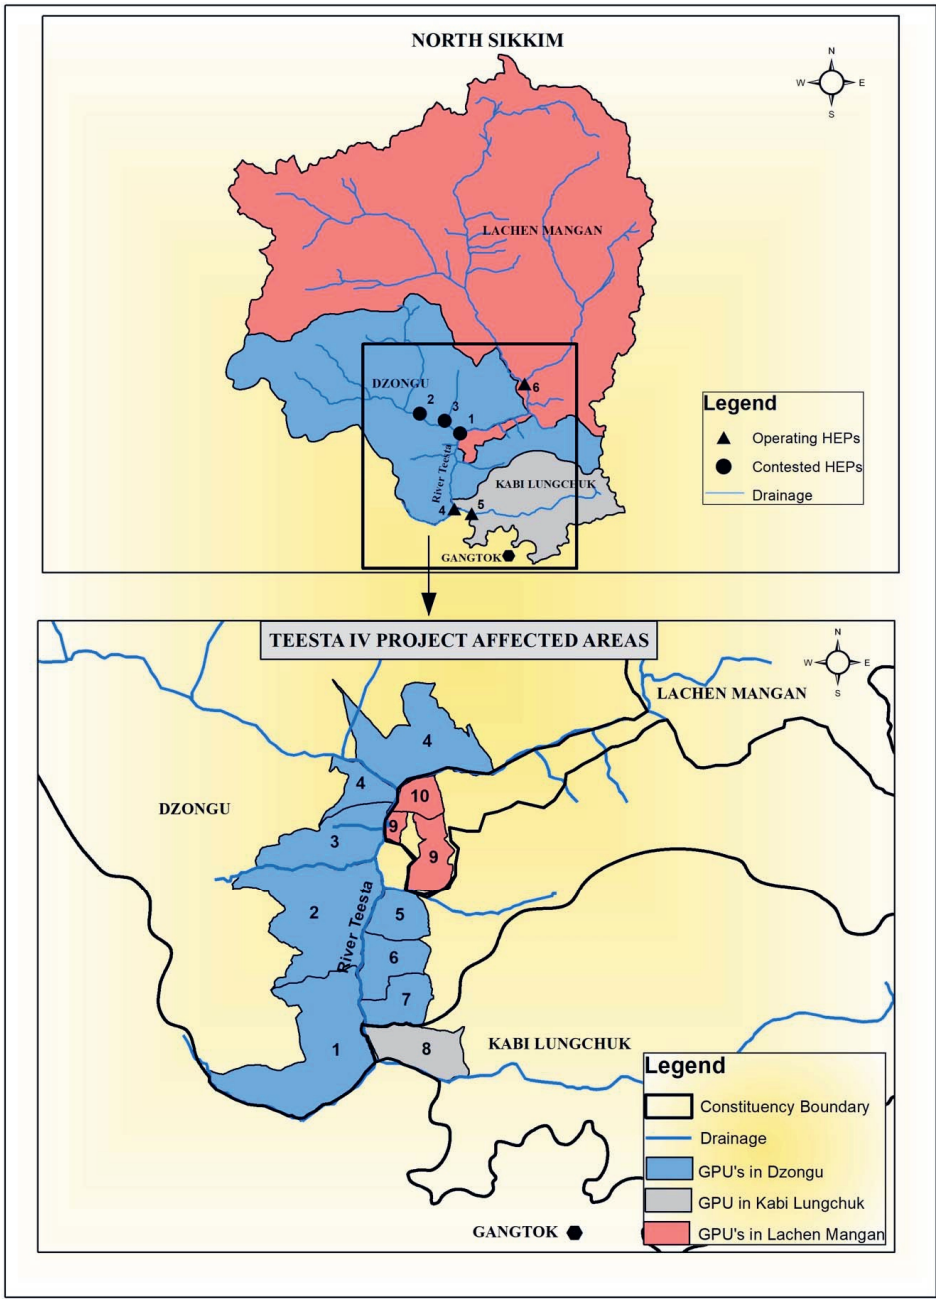 NORTH SIKKIM
N
W E
S
LACHEN MANGAN
DZONGU
6
2
3
1
River Teesta
KABI LUNGCHUK
4
5
GANGTOK
Legend
Operating HEPs
Contested HEPs
Drainage
TEESTA IV PROJECT AFFECTED AREAS
N
W E
S
LACHEN MANGAN
4
4
10
DZONGU
9
3
9
2
5
River Teesta
6
7
1
8
KABI LUNGCHUK
Legend
Constituency Boundary
Drainage
GPU's in Dzongu
GPU in Kabi Lungchuk
GPU's in Lachen Mangan
GANGTOK